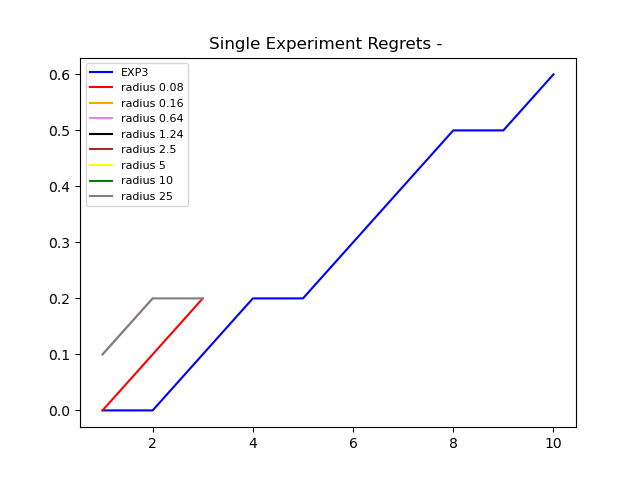 Single Experiment Regrets -
EXP3
radius 0.08
radius 0.16
radius 0.64
radius 1.24
radius 2.5
radius 5
radius 10
radius 25
0.6
0.5
0.4
0.3
0.2
0.1
0.0
2 4 6 8 10